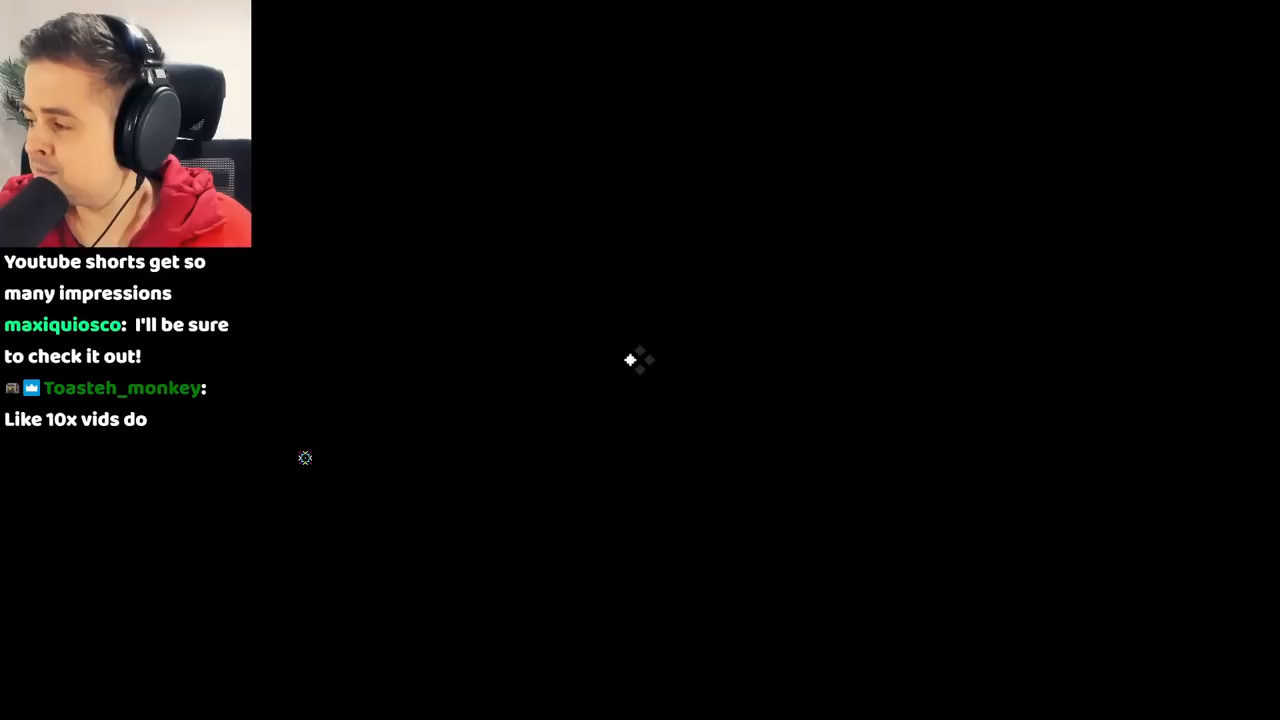 Youtube shorts get so
many impressions
maxiquiosco: I'll be sure
to check it out!
Toasteh_monkey:
Like 10x vids do